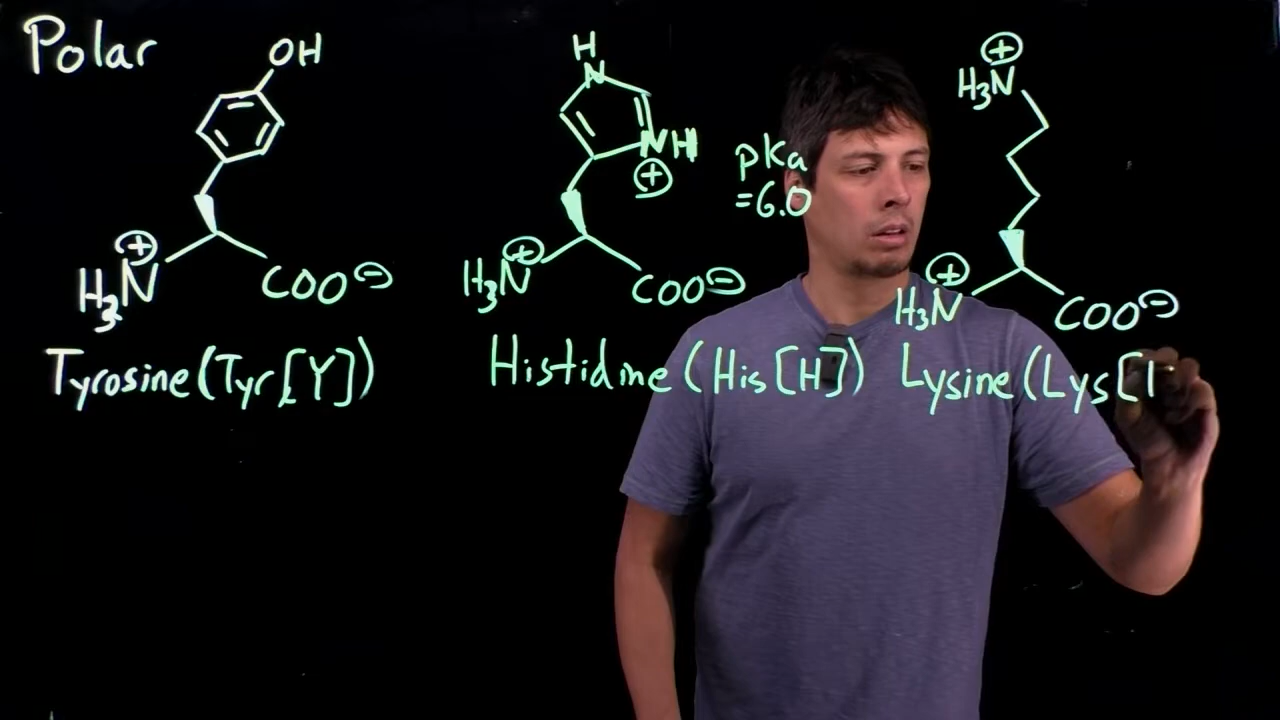 Polar
OH
H₃N⊕
COO⊖
Tyrosine (Tyr [Y])
H
N
NH
⊕
pKa
=6.0
H₃N⊕
COO⊖
Histidine (His [H])
⊕
H₃N
H₃N⊕
COO⊖
Lysine (Lys [